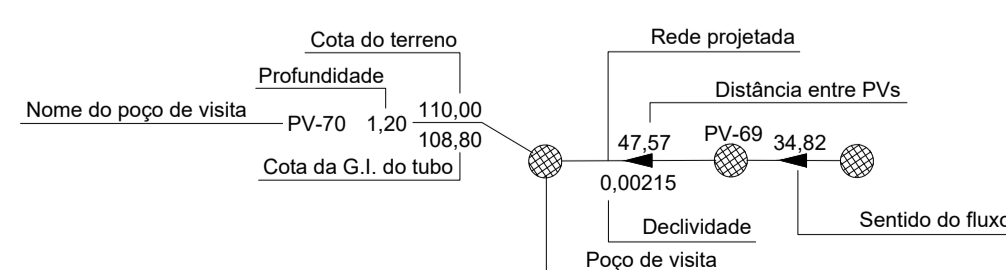 Cota do terreno
Rede projetada
Profundidade
Distância entre PVs
Nome do poço de visita
PV-70 1,20 110,00
108,80
47,57
PV-69
34,82
Cota da G.I. do tubo
0,00215
Declividade
Sentido do fluxo
Poço de visita